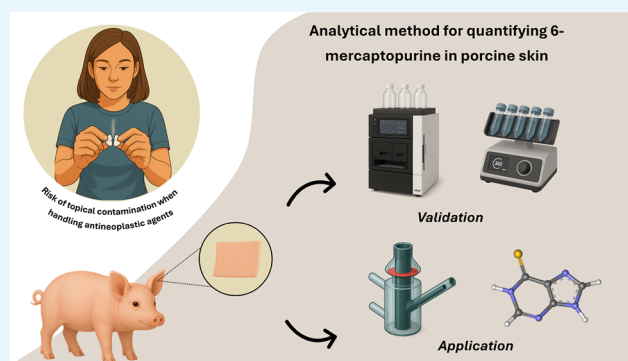 Analytical method for quantifying 6-
mercaptopurine in porcine skin
Risk of topical contamination when
handling antineoplastic agents
Validation
Application